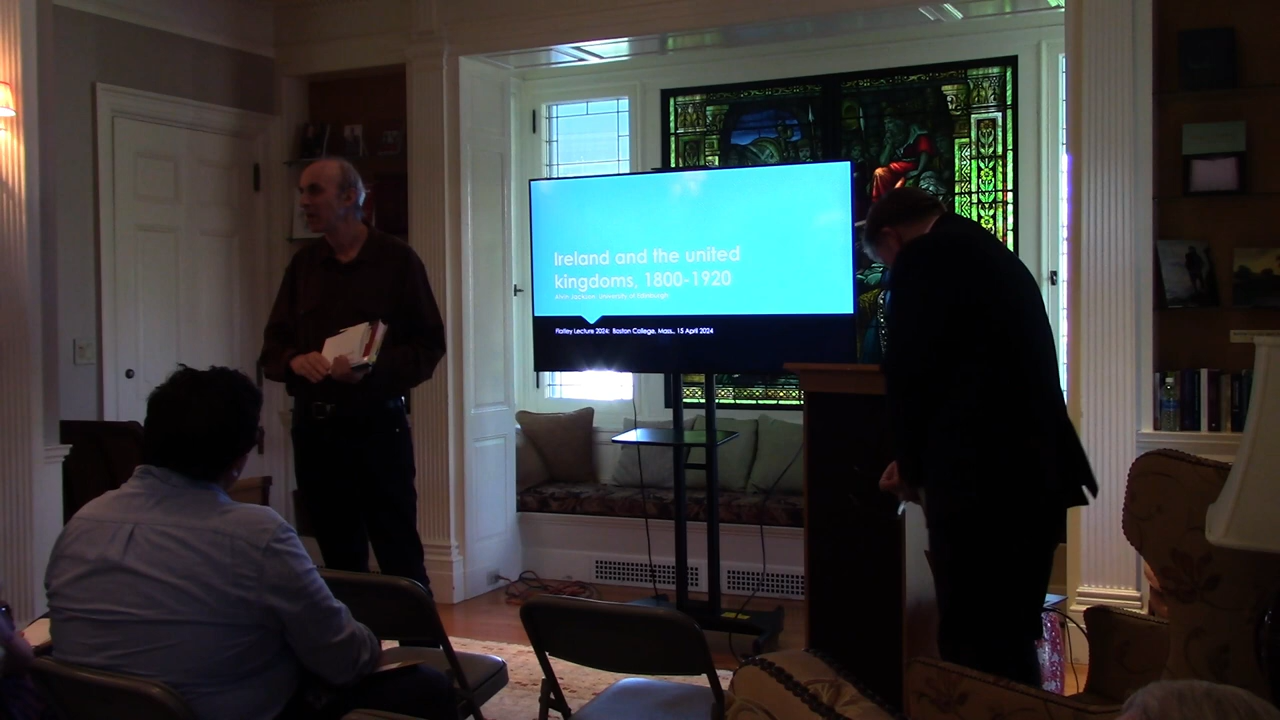 Ireland and the united
kingdoms, 1800-1920
Alvin Jackson, University of Edinburgh
Flatley Lecture 2024: Boston College, Mass., 15 April 2024